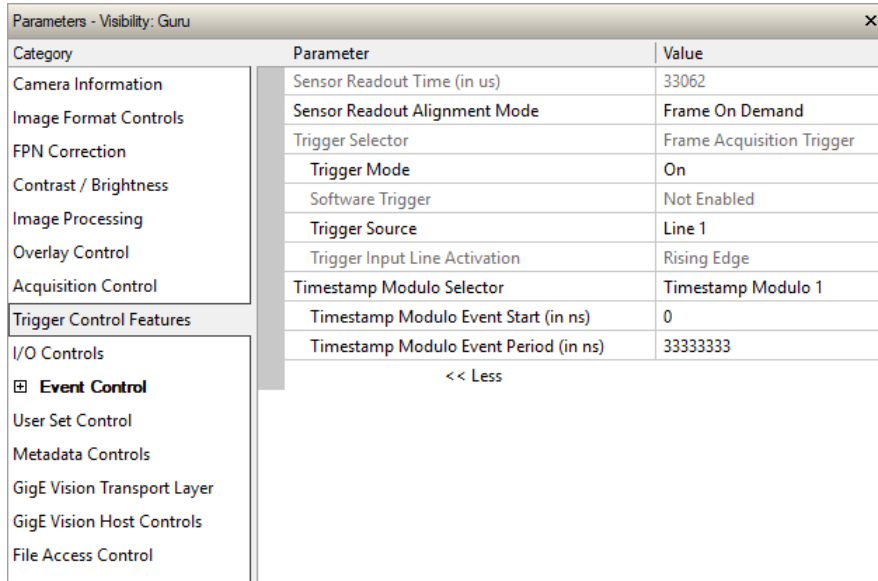 Parameters - Visibility: Guru ×
Category Parameter Value
Camera Information Sensor Readout Time (in us) 33062
Image Format Controls Sensor Readout Alignment Mode Frame On Demand
FPN Correction Trigger Selector Frame Acquisition Trigger
Contrast / Brightness Trigger Mode On
Image Processing Software Trigger Not Enabled
Overlay Control Trigger Source Line 1
Acquisition Control Trigger Input Line Activation Rising Edge
Trigger Control Features Timestamp Modulo Selector Timestamp Modulo 1
I/O Controls Timestamp Modulo Event Start (in ns) 0
Event Control Timestamp Modulo Event Period (in ns) 33333333
<< Less
User Set Control
Metadata Controls
GigE Vision Transport Layer
GigE Vision Host Controls
File Access Control